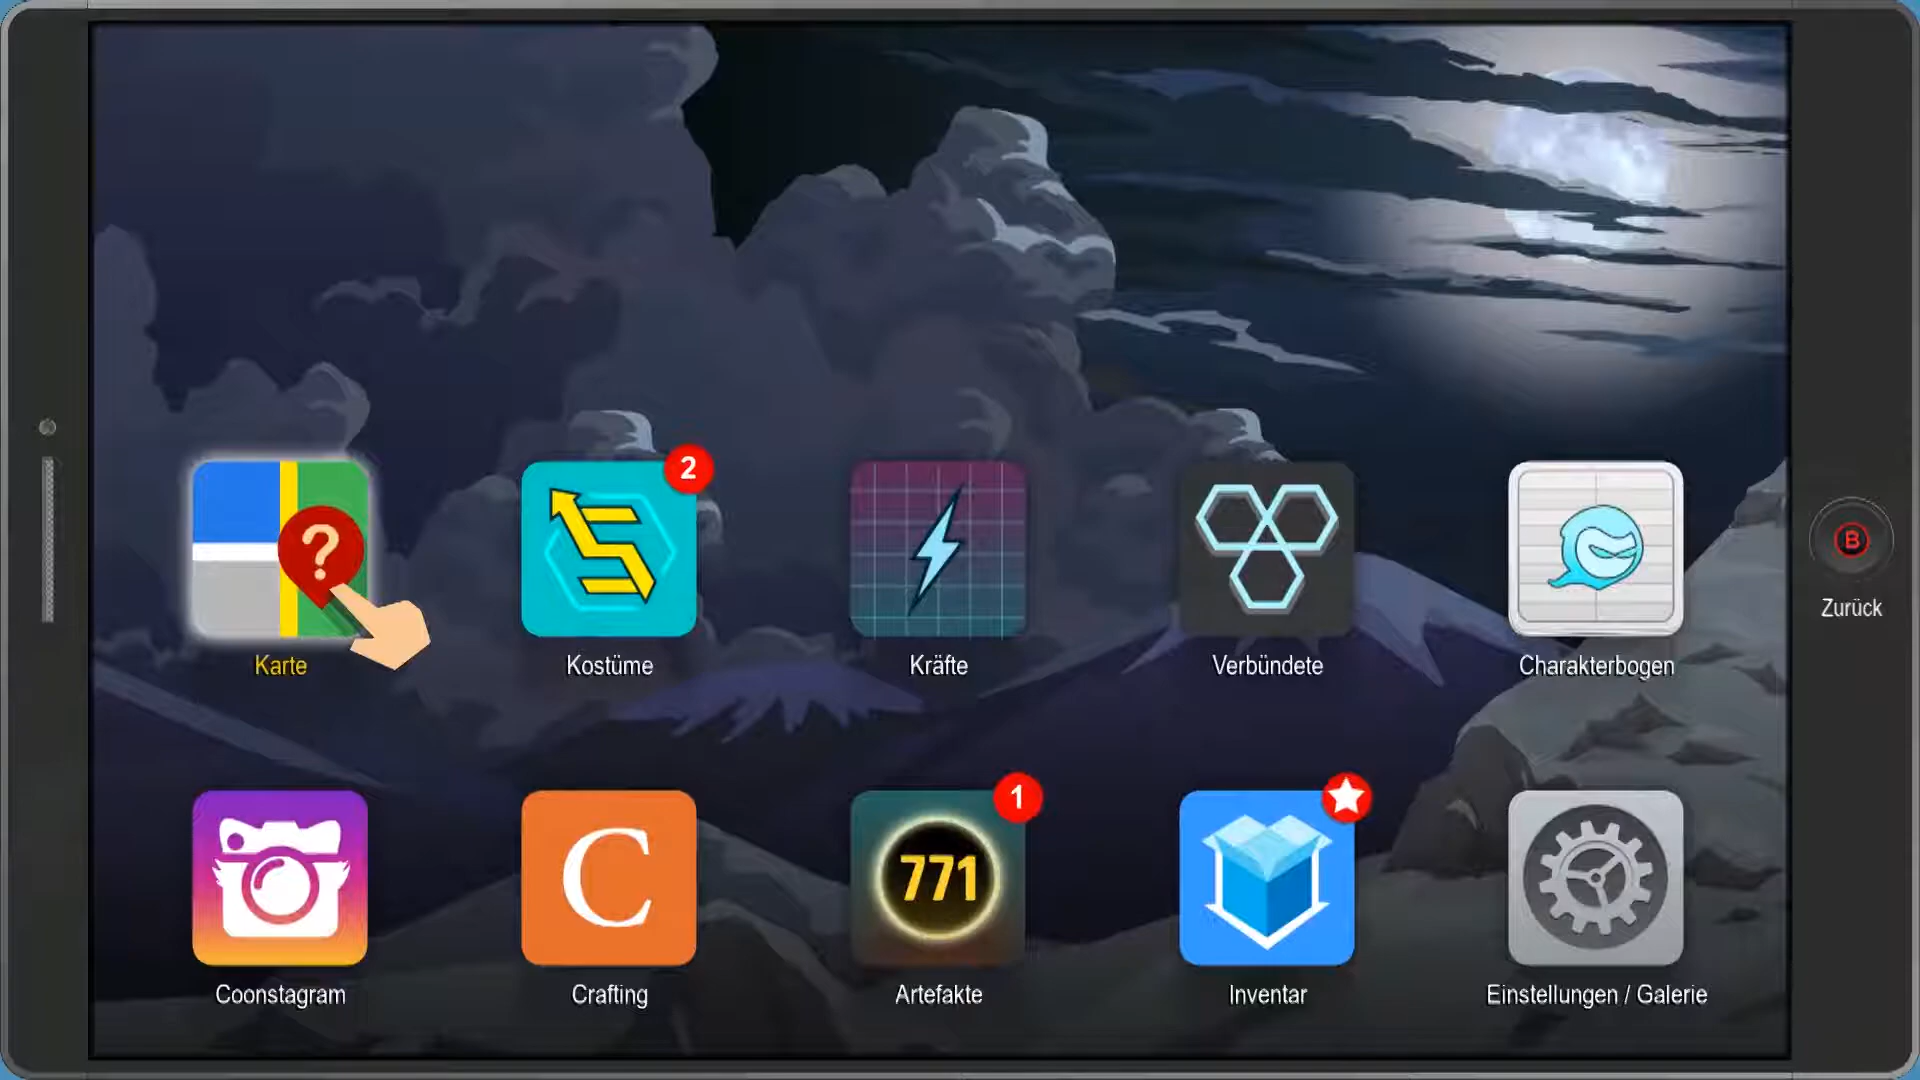 ?
2
Karte
Kostüme
Kräfte
Verbündete
Charakterbogen
B
Zurück
C
1
771
Coonstagram
Crafting
Artefakte
Inventar
Einstellungen / Galerie